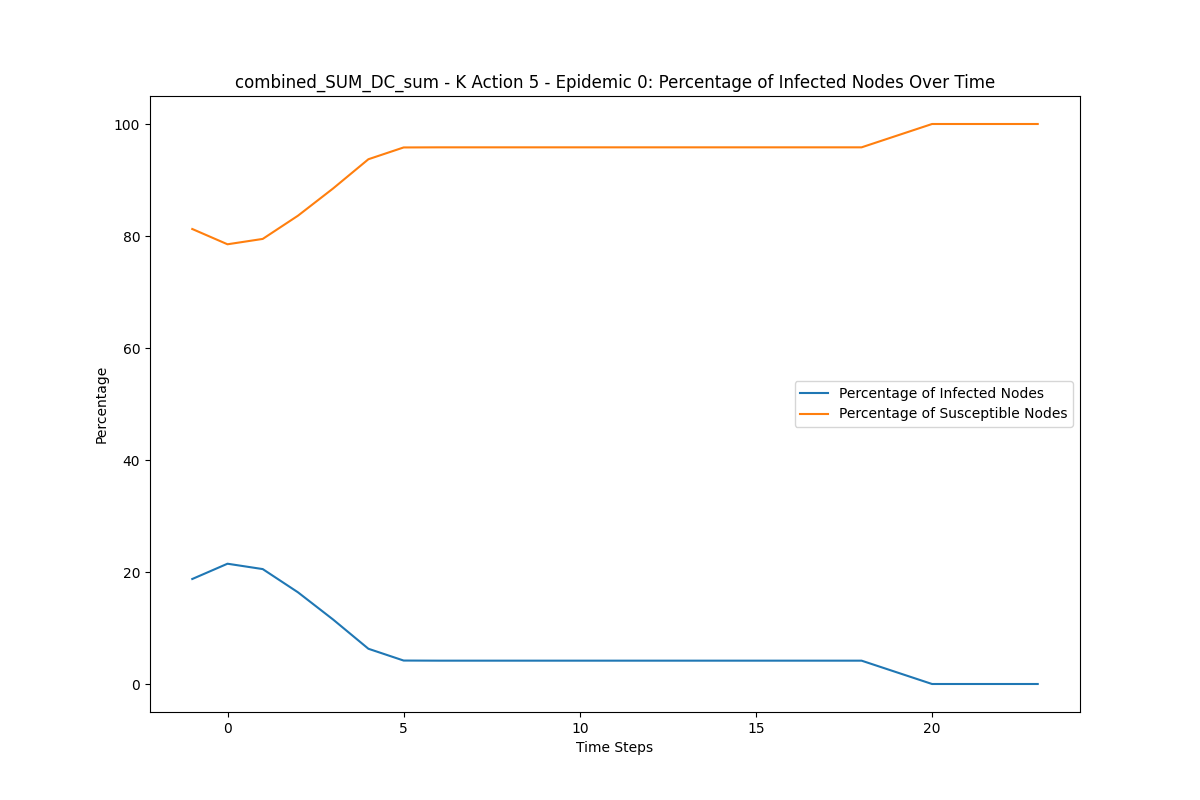 combined_SUM_DC_sum - K Action 5 - Epidemic 0: Percentage of Infected Nodes Over Time
100
80
60
40
20
0
Percentage
Percentage of Infected Nodes
Percentage of Susceptible Nodes
0 5 10 15 20
Time Steps